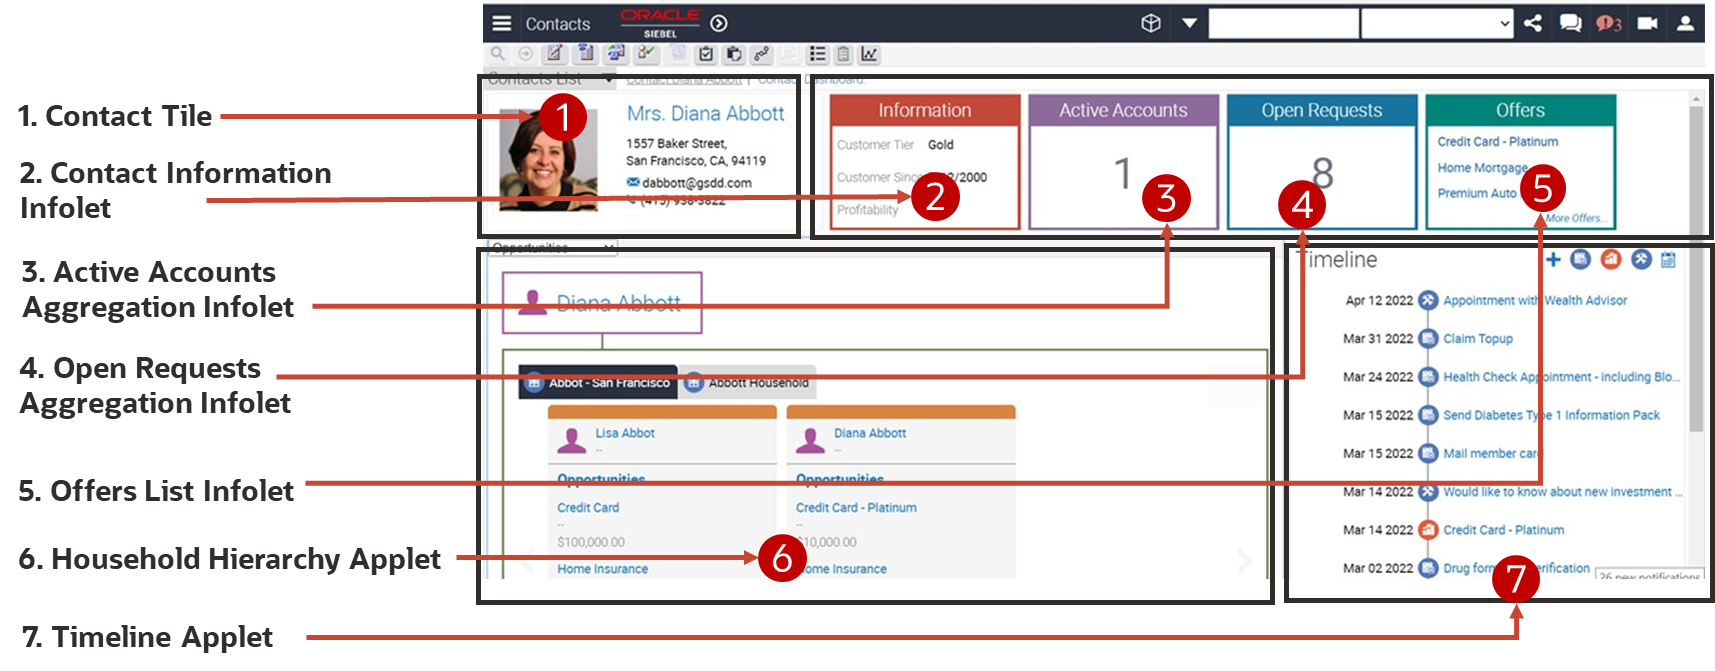 Contacts
ORACLE
SIEBEL
3
Contacts List
Contact:Diana Abbott |
1. Contact Tile
2. Contact Information
Infolet
3. Active Accounts
Aggregation Infolet
4. Open Requests
Aggregation Infolet
5. Offers List Infolet
6. Household Hierarchy Applet
7. Timeline Applet
1
Mrs. Diana Abbott
1557 Baker Street,
San Francisco, CA, 94119
dabbott@gsdd.com
(415) 938-3822
Information
Customer Tier Gold
Customer Since /2000
Profitability
2
Active Accounts
1
3
Open Requests
8
4
Offers
Credit Card - Platinum
Home Mortgage
Premium Auto
More Offers...
5
Opportunities
Diana Abbott
Abbot - San Francisco
Abbott Household
Lisa Abbot
--
Opportunities
Credit Card
--
$100,000.00
Home Insurance
Diana Abbott
--
Opportunities
Credit Card - Platinum
--
$10,000.00
Home Insurance
6
Timeline
Apr 12 2022 Appointment with Wealth Advisor
Mar 31 2022 Claim Topup
Mar 24 2022 Health Check Appointment - including Blo...
Mar 15 2022 Send Diabetes Type 1 Information Pack
Mar 15 2022 Mail member card
Mar 14 2022 Would like to know about new investment ...
Mar 14 2022 Credit Card - Platinum
Mar 02 2022 Drug form verification
26 new notifications
7